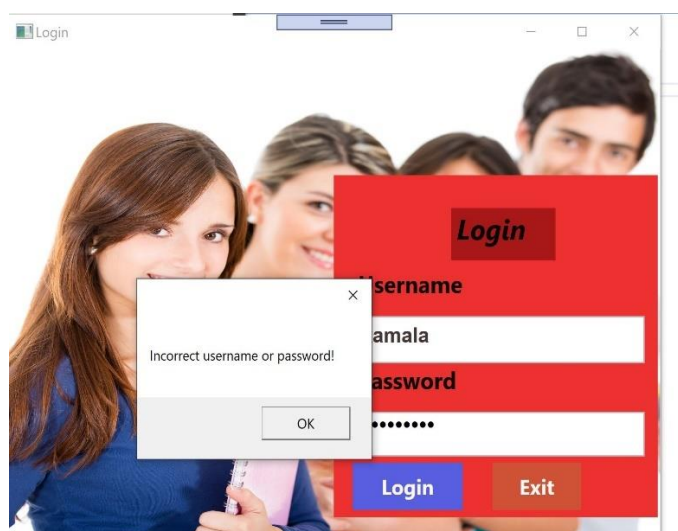 Login
Login
sername
amala
assword
Incorrect username or password!
OK
Login
Exit